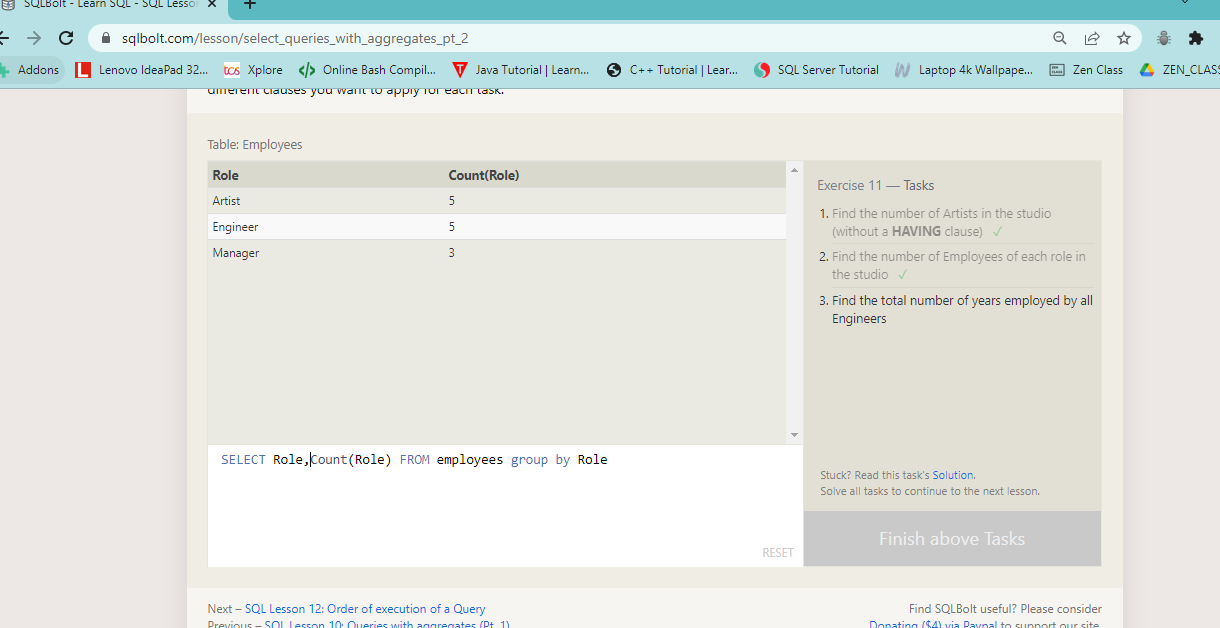 SQLBolt - Learn SQL - SQL Lesson
sqlbolt.com/lesson/select_queries_with_aggregates_pt_2
Addons Lenovo IdeaPad 32... tcs Xplore Online Bash Compil... Java Tutorial | Learn... C++ Tutorial | Lear... SQL Server Tutorial Laptop 4k Wallpape... Zen Class ZEN_CLASS
different clauses you want to apply for each task.
Table: Employees
Role Count(Role)
Artist 5
Engineer 5
Manager 3
Exercise 11 — Tasks
1. Find the number of Artists in the studio
(without a HAVING clause) ✓
2. Find the number of Employees of each role in
the studio ✓
3. Find the total number of years employed by all
Engineers
Stuck? Read this task's Solution.
Solve all tasks to continue to the next lesson.
Finish above Tasks
SELECT Role,Count(Role) FROM employees group by Role
RESET
Next – SQL Lesson 12: Order of execution of a Query
Previous – SQL Lesson 10: Queries with aggregates (Pt. 1)
Find SQLBolt useful? Please consider
Donating ($4) via Paypal to support our site.